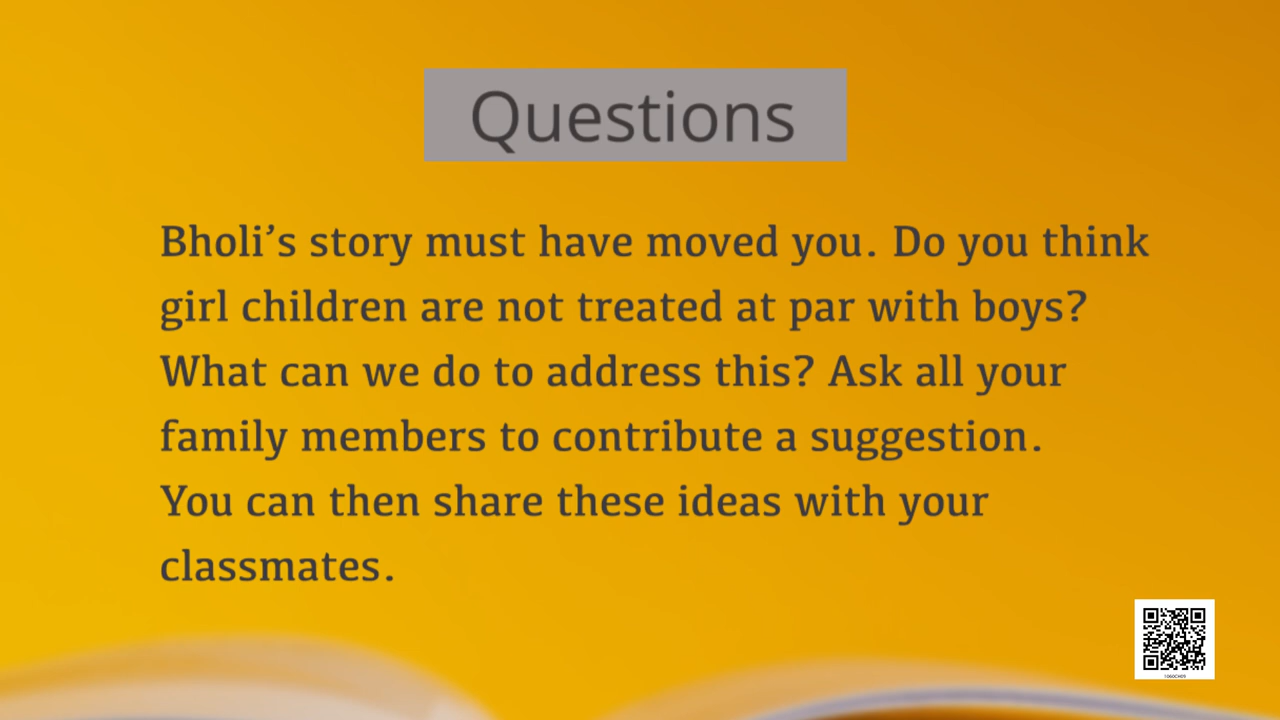 Questions
Bholi’s story must have moved you. Do you think
girl children are not treated at par with boys?
What can we do to address this? Ask all your
family members to contribute a suggestion.
You can then share these ideas with your
classmates.